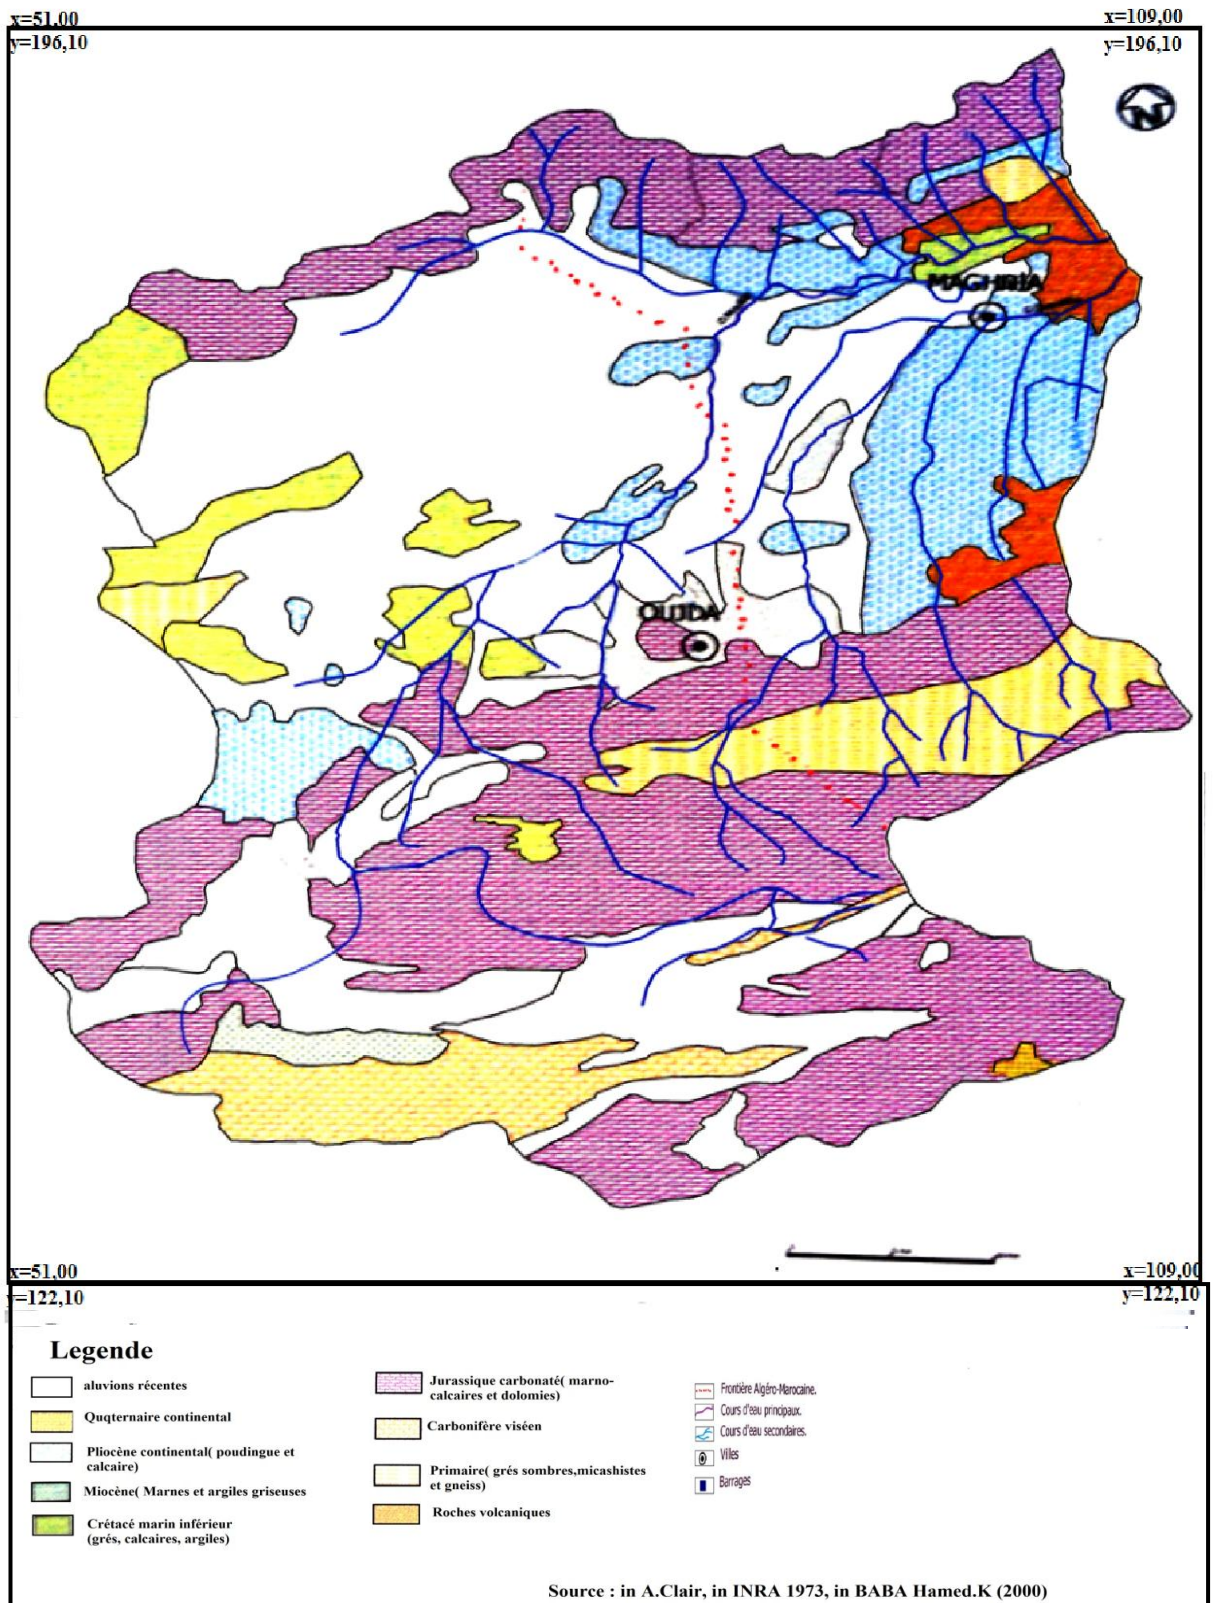 x=51,00
x=109,00
y=196,10
y=196,10
N
MAGHNIA
OUJDA
x=51,00
x=109,00
y=122,10
y=122,10
Legende
aluvions récentes
Quqternaire continental
Pliocène continental( poudingue et
calcaire)
Miocène( Marnes et argiles griseuses
Crétacé marin inférieur
(grés, calcaires, argiles)
Jurassique carbonaté( marno-
calcaires et dolomies)
Carbonifère viséen
Primaire( grés sombres,micashistes
et gneiss)
Roches volcaniques
Frontière Algéro-Marocaine.
Cours d'eau principaux.
Cours d'eau secondaires.
Villes
Barrages
Source : in A.Clair, in INRA 1973, in BABA Hamed.K (2000)